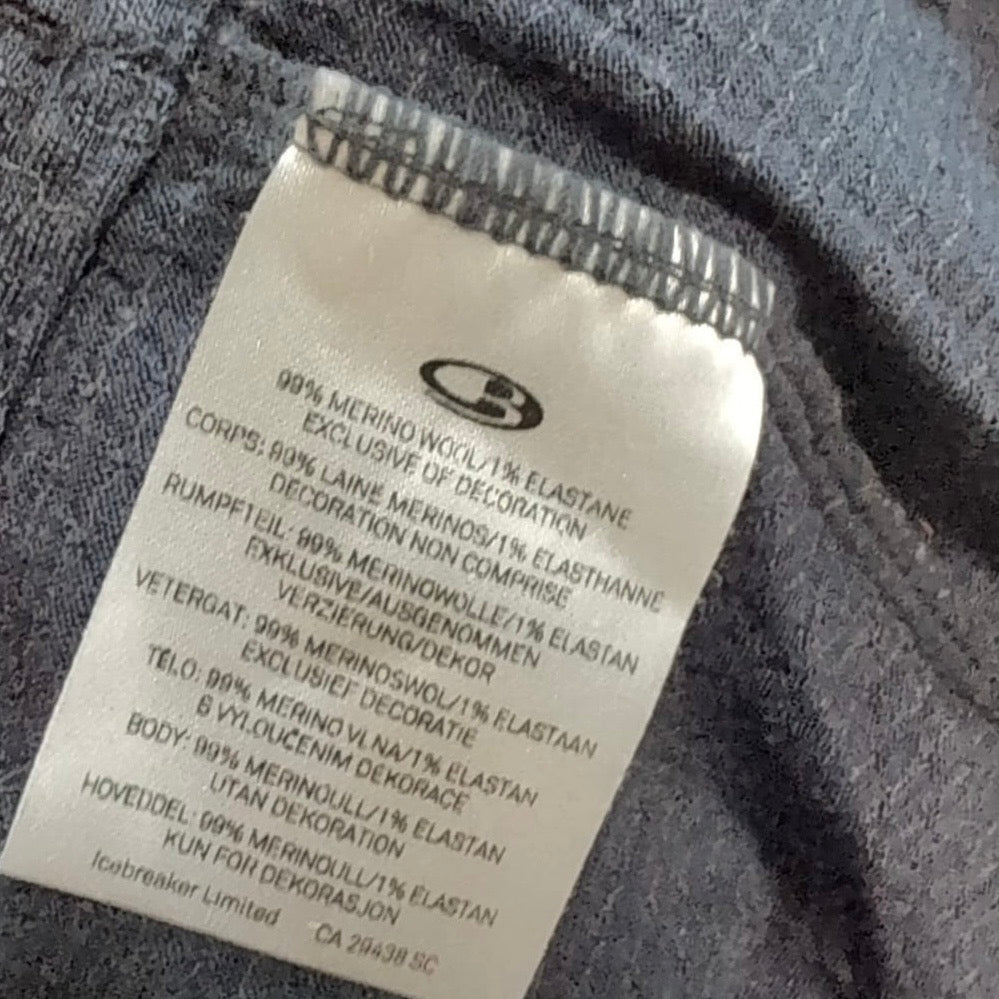 99% MERINO WOOL/1% ELASTANE
EXCLUSIVE OF DECORATION
CORPS: 99% LAINE MERINOS/1% ELASTHANNE
DECORATION NON COMPRISE
RUMPFTEIL: 99% MERINOWOLLE/1% ELASTAN
EXKLUSIVE/AUSGENOMMEN
VERZIERUNG/DEKOR
VETERGAT: 99% MERINOSWOL/1% ELASTAAN
EXCLUSIEF DECORATIE
TĚLO: 99% MERINO VLNA/1% ELASTAN
6 VYLOUČENIM DEKORACE
BODY: 99% MERINOULL/1% ELASTAN
UTAN DEKORATION
HOVEDDEL: 99% MERINOULL/1% ELASTAN
KUN FOR DEKORASJON
Icebreaker Limited CA 29438 SC